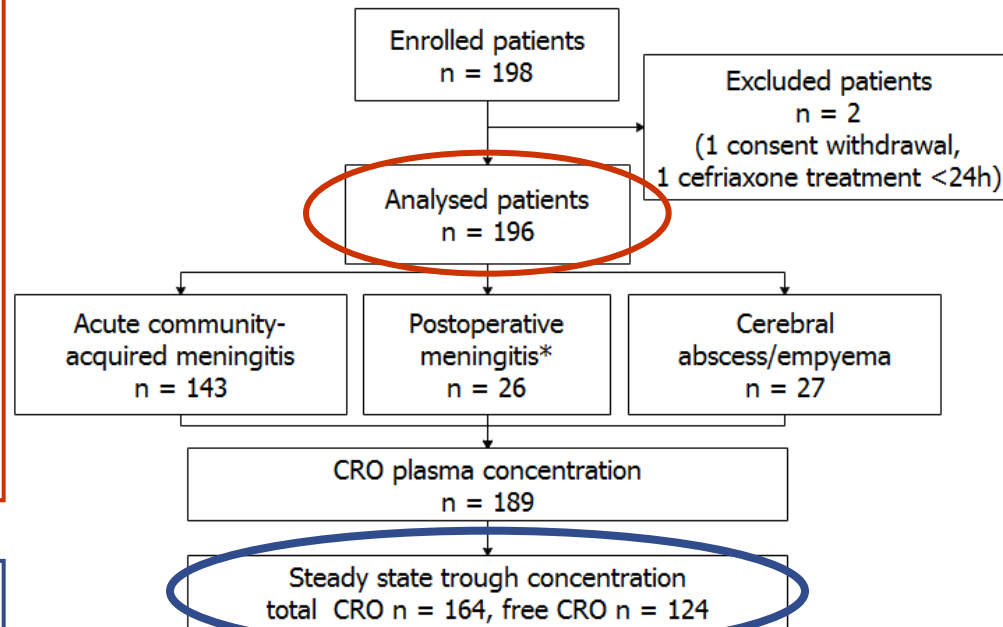 Enrolled patients
n = 198
Excluded patients
n = 2
(1 consent withdrawal,
1 cefriaxone treatment <24h)
Analysed patients
n = 196
Acute community-
acquired meningitis
n = 143
Postoperative
meningitis*
n = 26
Cerebral
abscess/empyema
n = 27
CRO plasma concentration
n = 189
Steady state trough concentration
total CRO n = 164, free CRO n = 124